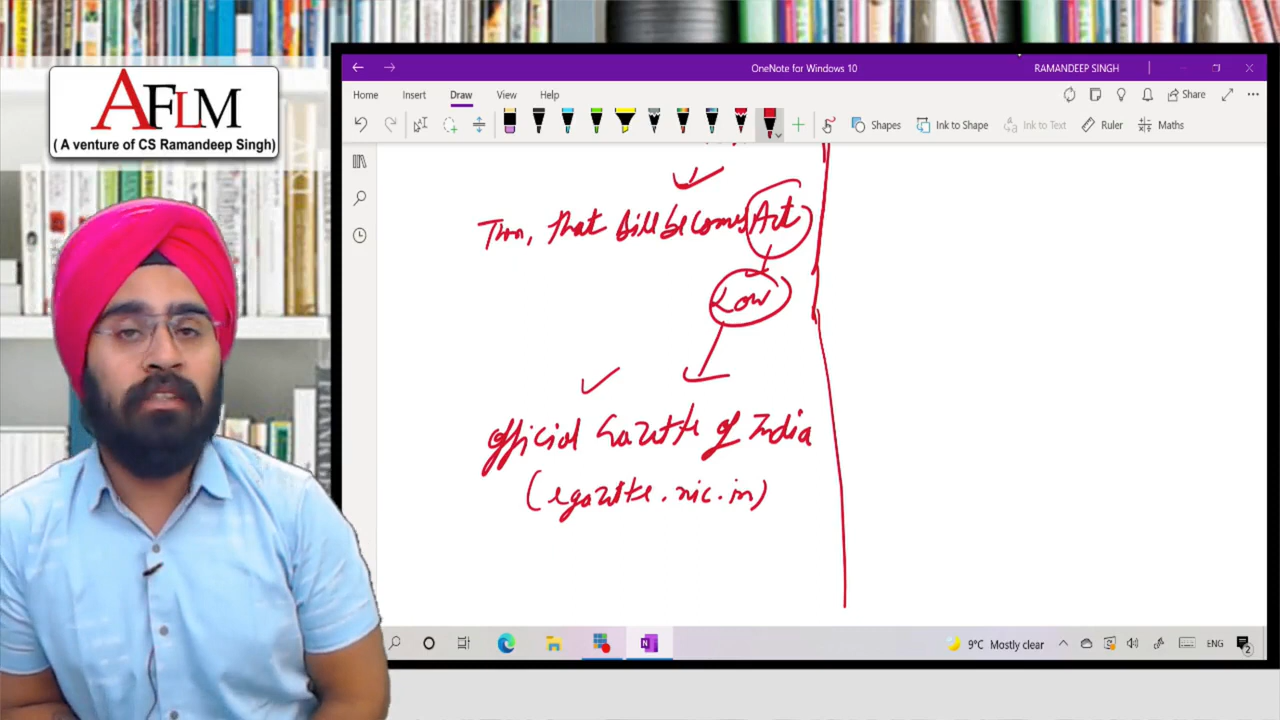 AFLM
( A venture of CS Ramandeep Singh)
OneNote for Windows 10
RAMANDEEP SINGH
Home Insert Draw View Help
Share
Shapes Ink to Shape Ink to Text Ruler Maths
Then, that Bill becomes Act
Law
official Gazette of India
(egazette.nic.in)
9°C Mostly clear
ENG
2